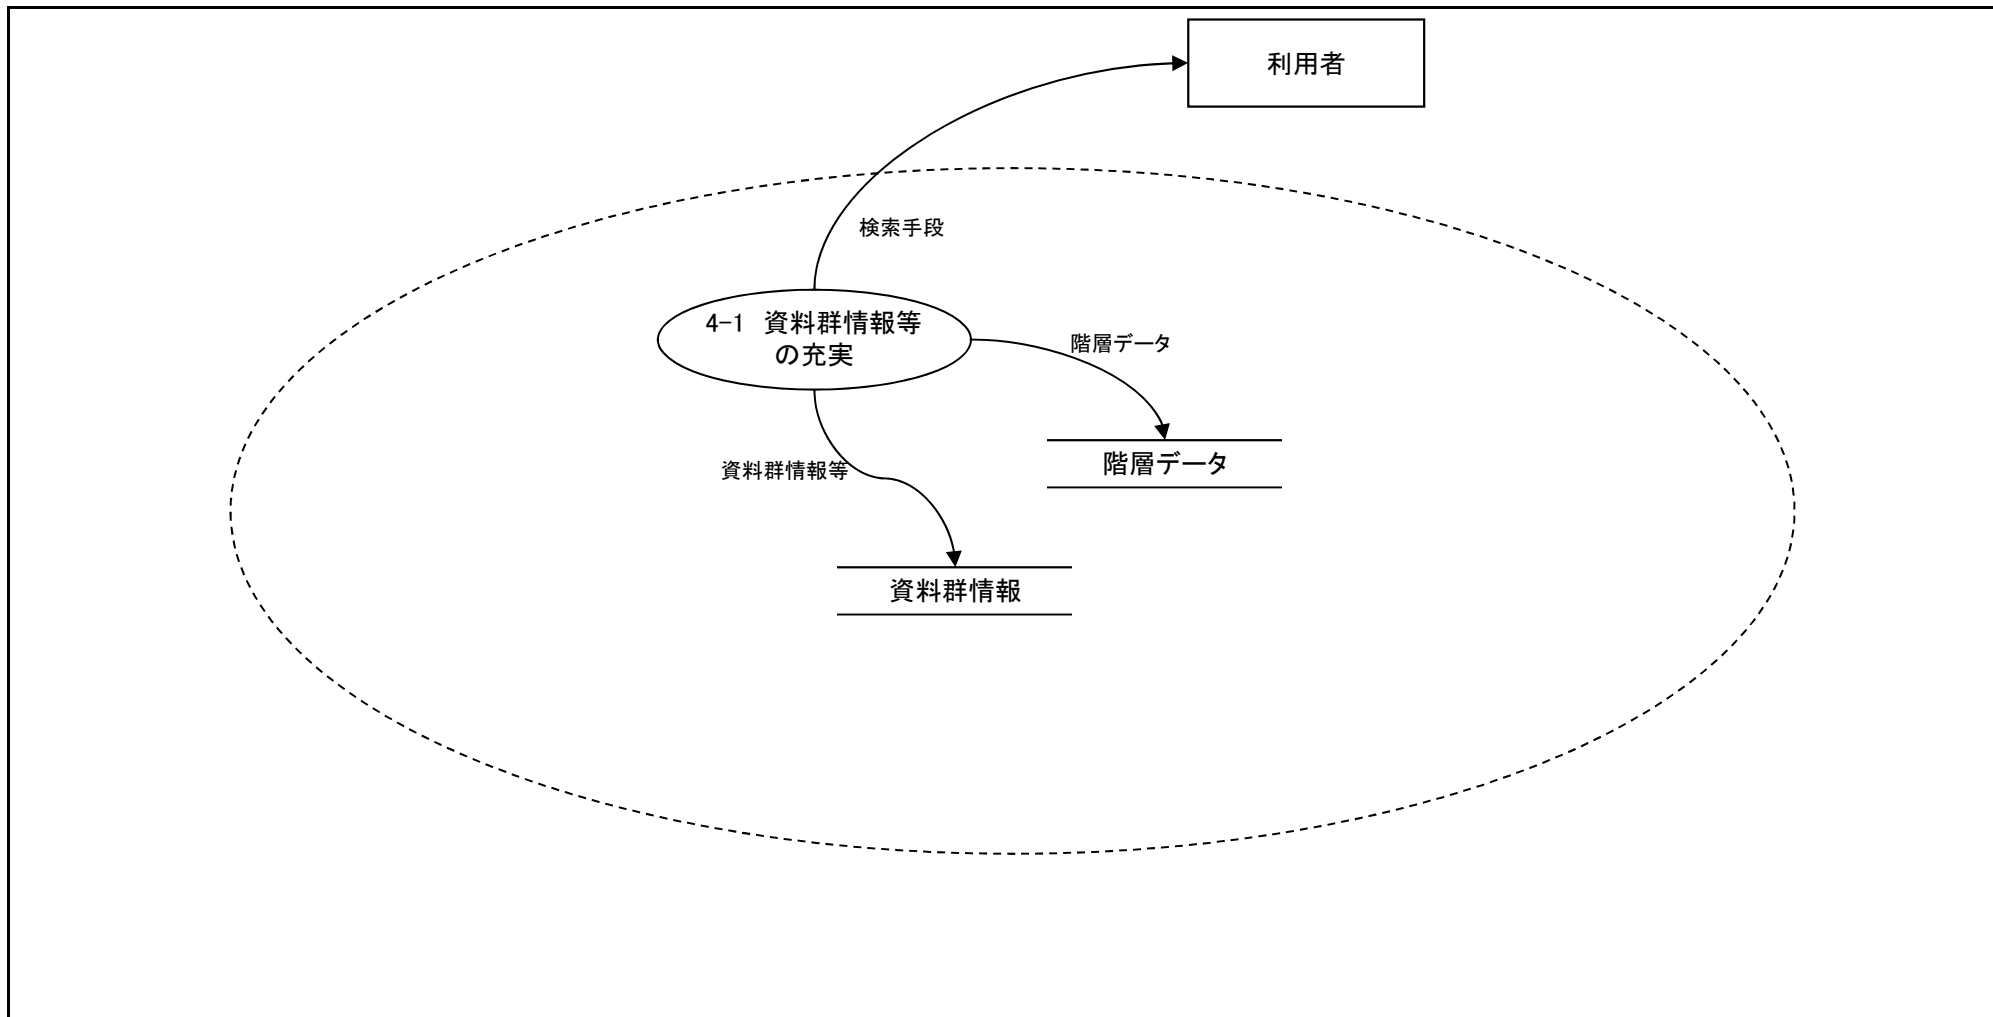 利用者
検索手段
4-1 資料群情報等
の充実
階層データ
階層データ
資料群情報等
資料群情報